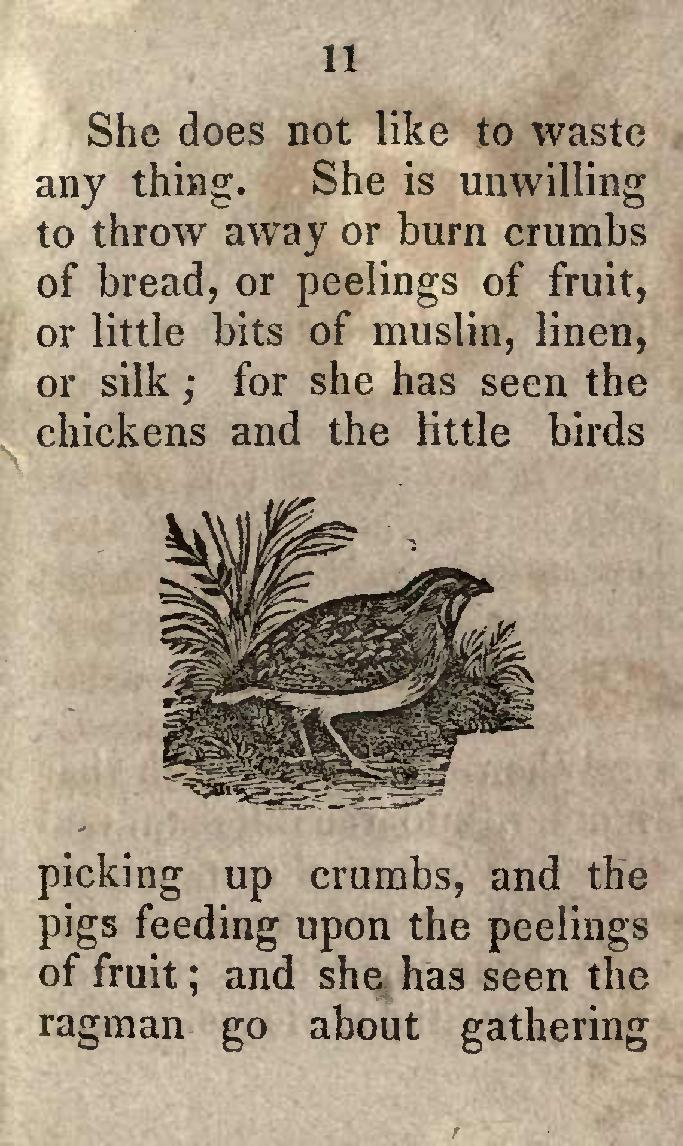 11
She does not like to waste
any thing. She is unwilling
to throw away or burn crumbs
of bread, or peelings of fruit,
or little bits of muslin, linen,
or silk ; for she has seen the
chickens and the little birds
picking up crumbs, and the
pigs feeding upon the peelings
of fruit ; and she has seen the
ragman go about gathering